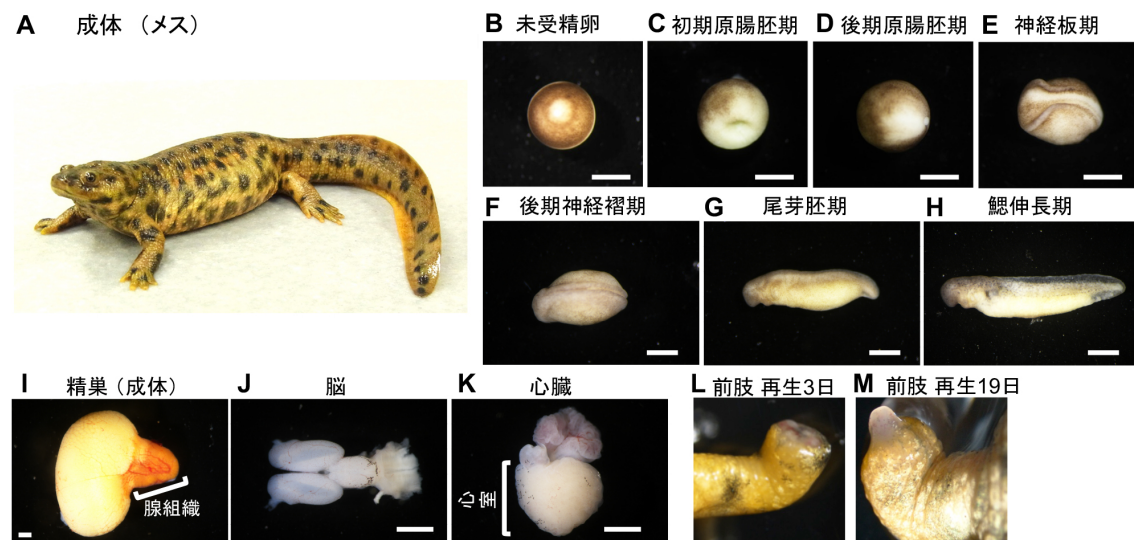 A 成体 （メス）
B 未受精卵
C 初期原腸胚期
D 後期原腸胚期
E 神経板期
F 後期神経褶期
G 尾芽胚期
H 鰓伸長期
I 精巣（成体）
腺組織
J 脳
K 心臓
心室
L 前肢 再生3日
M 前肢 再生19日